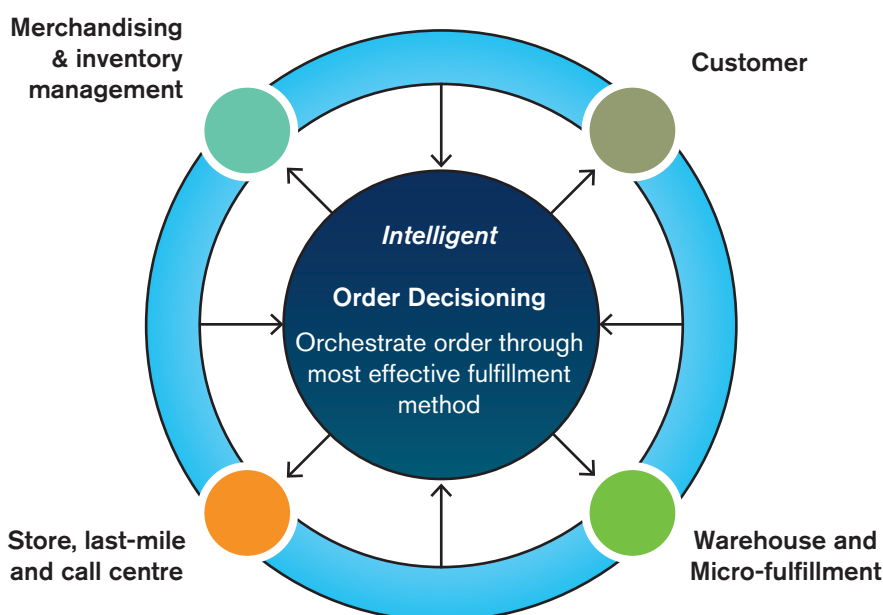 Merchandising
& inventory
management
Customer
Intelligent
Order Decisioning
Orchestrate order through
most effective fulfillment
method
Store, last-mile
and call centre
Warehouse and
Micro-fulfillment